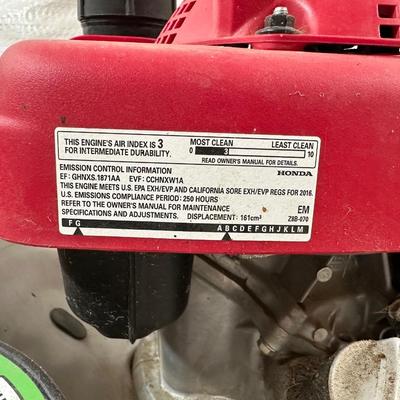 THIS ENGINE'S AIR INDEX IS 3
FOR INTERMEDIATE DURABILITY.
MOST CLEAN LEAST CLEAN
0 3 10
READ OWNER'S MANUAL FOR DETAILS.
EMISSION CONTROL INFORMATION HONDA
EF: GHNXS.1871AA EVF: CCHNXW1A
THIS ENGINE MEETS U.S. EPA EXH/EVP AND CALIFORNIA SORE EXH/EVP REGS FOR 2016.
U.S. EMISSIONS COMPLIANCE PERIOD: 250 HOURS
REFER TO THE OWNER'S MANUAL FOR MAINTENANCE EM
SPECIFICATIONS AND ADJUSTMENTS. DISPLACEMENT: 161cm³ Z8B-070
F G A B C D E F G H J K L M